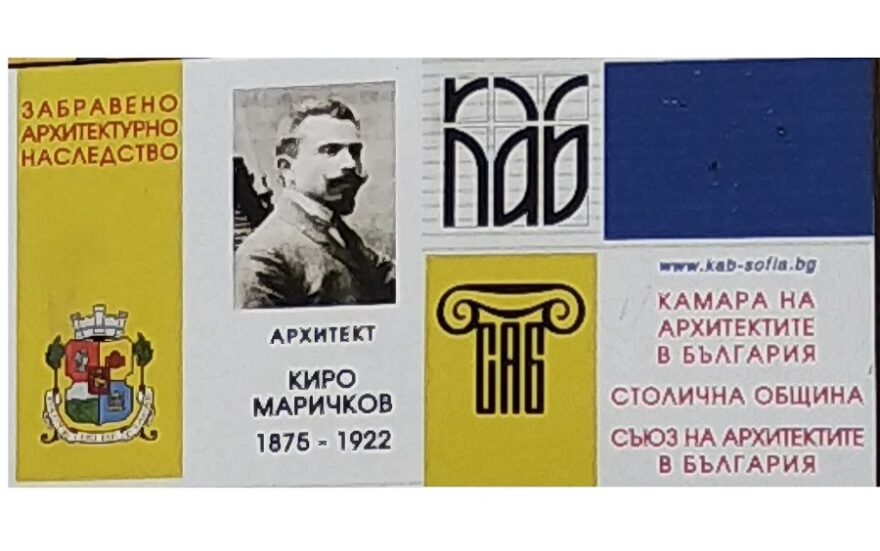 ЗАБРАВЕНО
АРХИТЕКТУРНО
НАСЛЕДСТВО
АРХИТЕКТ
КИРО
МАРИЧКОВ
1875 - 1922
каб
САБ
www.kab-sofia.bg
КАМАРА НА
АРХИТЕКТИТЕ
В БЪЛГАРИЯ
СТОЛИЧНА ОБЩИНА
СЪЮЗ НА АРХИТЕКТИТЕ
В БЪЛГАРИЯ